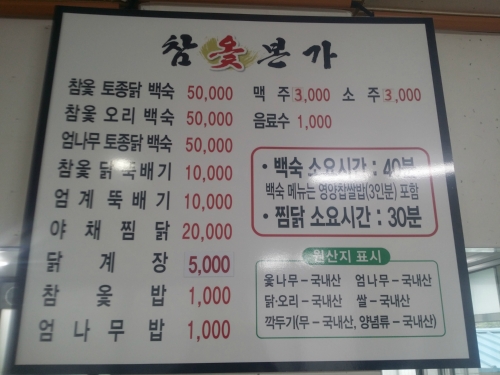 참옻본가
참옻 토종닭 백숙 50,000
참옻 오리 백숙 50,000
엄나무 토종닭 백숙 50,000
참옻 닭 뚝배기 10,000
엄계 뚝배기 10,000
야채찜닭 20,000
닭계장 5,000
참옻밥 1,000
엄나무밥 1,000
맥주 3,000 소주 3,000
음료수 1,000
• 백숙 소요시간 : 40분
백숙 메뉴는 영양찹쌀밥(3인분) 포함
• 찜닭 소요시간 : 30분
원산지 표시
옻나무 – 국내산 엄나무 – 국내산
닭·오리 – 국내산 쌀 – 국내산
깍두기(무 – 국내산, 양념류 – 국내산)